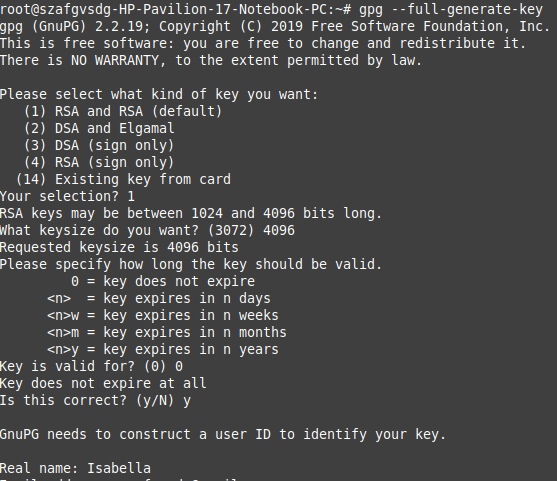 root@szafgvsdg-HP-Pavilion-17-Notebook-PC:~# gpg --full-generate-key
gpg (GnuPG) 2.2.19; Copyright (C) 2019 Free Software Foundation, Inc.
This is free software: you are free to change and redistribute it.
There is NO WARRANTY, to the extent permitted by law.

Please select what kind of key you want:
   (1) RSA and RSA (default)
   (2) DSA and Elgamal
   (3) DSA (sign only)
   (4) RSA (sign only)
  (14) Existing key from card
Your selection? 1
RSA keys may be between 1024 and 4096 bits long.
What keysize do you want? (3072) 4096
Requested keysize is 4096 bits
Please specify how long the key should be valid.
         0 = key does not expire
      <n>  = key expires in n days
      <n>w = key expires in n weeks
      <n>m = key expires in n months
      <n>y = key expires in n years
Key is valid for? (0) 0
Key does not expire at all
Is this correct? (y/N) y

GnuPG needs to construct a user ID to identify your key.

Real name: Isabella